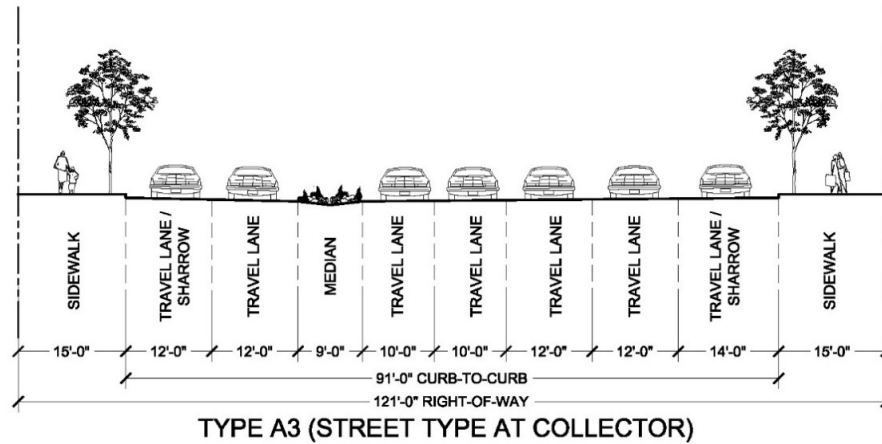 SIDEWALK
TRAVEL LANE /
SHARROW
TRAVEL LANE
MEDIAN
TRAVEL LANE
TRAVEL LANE
TRAVEL LANE
TRAVEL LANE
TRAVEL LANE /
SHARROW
SIDEWALK
15'-0" 12'-0" 12'-0" 9'-0" 10'-0" 10'-0" 12'-0" 12'-0" 14'-0" 15'-0"
91'-0" CURB-TO-CURB
121'-0" RIGHT-OF-WAY
TYPE A3 (STREET TYPE AT COLLECTOR)